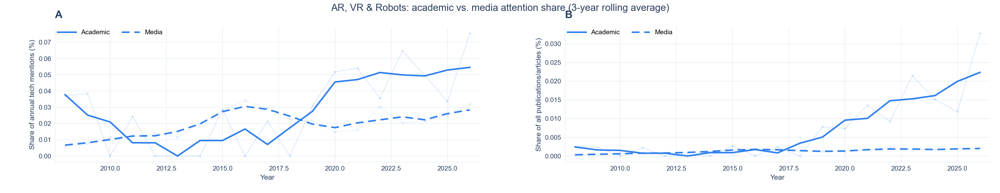 AR, VR & Robots: academic vs. media attention share (3-year rolling average)
A
Academic
Media
Share of annual tech mentions (%)
0.07
0.06
0.05
0.04
0.03
0.02
0.01
0.00
2010.0 2012.5 2015.0 2017.5 2020.0 2022.5 2025.0
Year
B
Academic
Media
Share of all publications/articles (%)
0.030
0.025
0.020
0.015
0.010
0.005
0.000
2010.0 2012.5 2015.0 2017.5 2020.0 2022.5 2025.0
Year